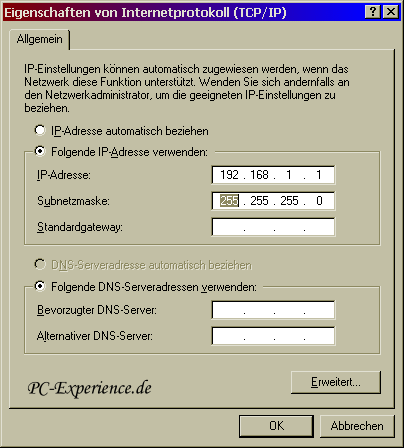 Eigenschaften von Internetprotokoll (TCP/IP)
Allgemein
IP-Einstellungen können automatisch zugewiesen werden, wenn das
Netzwerk diese Funktion unterstützt. Wenden Sie sich andernfalls an
den Netzwerkadministrator, um die geeigneten IP-Einstellungen zu
beziehen.
IP-Adresse automatisch beziehen
Folgende IP-Adresse verwenden:
IP-Adresse: 192 . 168 . 1 . 1
Subnetzmaske: 255 . 255 . 255 . 0
Standardgateway: . . .
DNS-Serveradresse automatisch beziehen
Folgende DNS-Serveradressen verwenden:
Bevorzugter DNS-Server: . . .
Alternativer DNS-Server: . . .
PC-Experience.de
Erweitert...
OK
Abbrechen